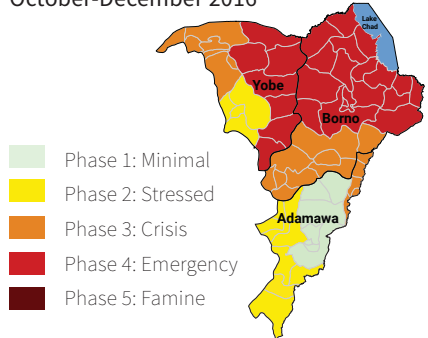 October-December 2016
Lake
Chad
Yobe
Borno
Adamawa
Phase 1: Minimal
Phase 2: Stressed
Phase 3: Crisis
Phase 4: Emergency
Phase 5: Famine